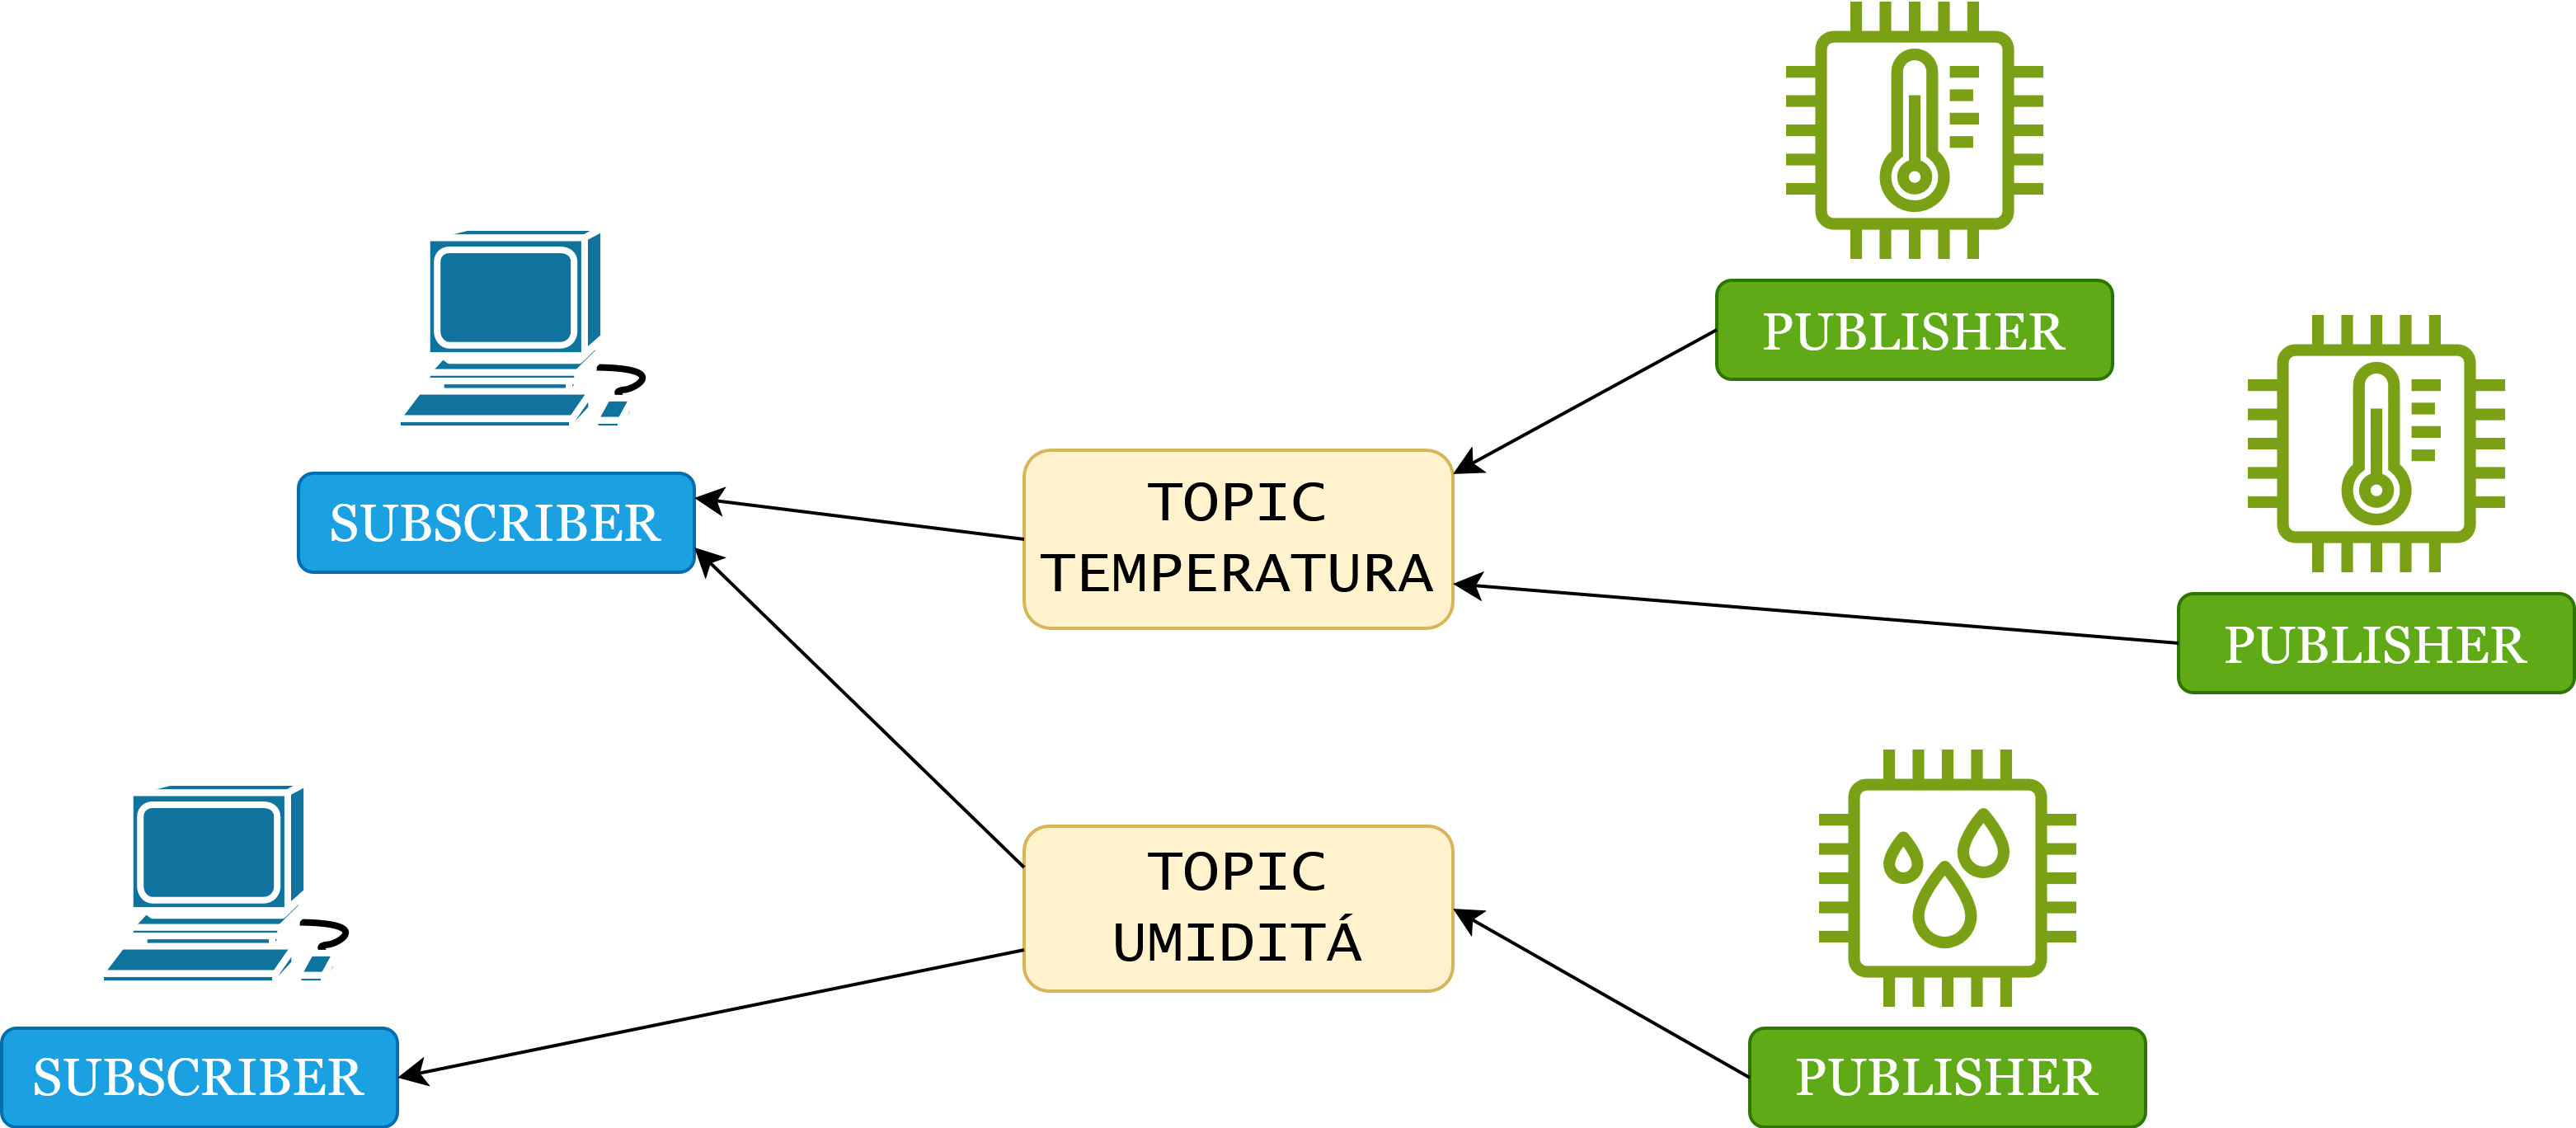 PUBLISHER
SUBSCRIBER
TOPIC
TEMPERATURA
PUBLISHER
TOPIC
UMIDITÁ
SUBSCRIBER
PUBLISHER